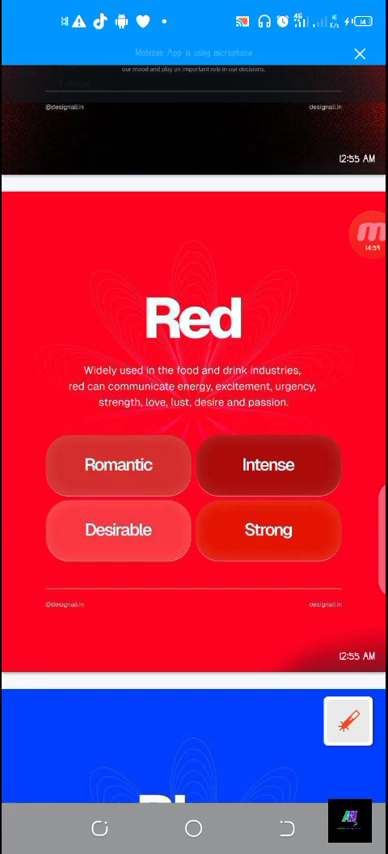 Mobizen App is using microphone
our mood and play an important role in our decisions.
@designali.in designali.in
12:55 AM
14:59
Red
Widely used in the food and drink industries,
red can communicate energy, excitement, urgency,
strength, love, lust, desire and passion.
Romantic Intense
Desirable Strong
@designali.in designali.in
12:55 AM